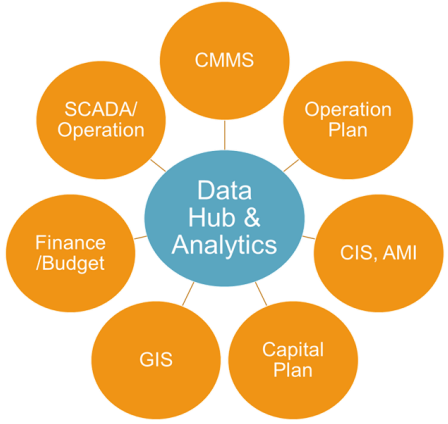 CMMS
SCADA/
Operation
Operation
Plan
Data
Hub &
Analytics
Finance
/Budget
CIS, AMI
GIS
Capital
Plan